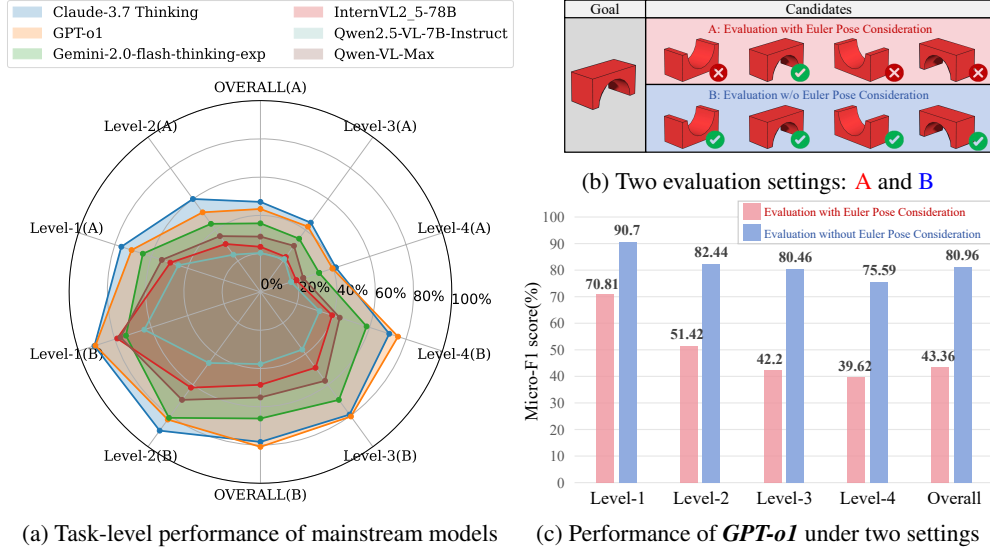 Claude-3.7 Thinking
GPT-o1
Gemini-2.0-flash-thinking-exp
InternVL2_5-78B
Qwen2.5-VL-7B-Instruct
Qwen-VL-Max
OVERALL(A)
Level-2(A)
Level-3(A)
Level-1(A)
Level-4(A)
0% 20% 40% 60% 80% 100%
Level-1(B)
Level-4(B)
Level-2(B)
Level-3(B)
OVERALL(B)
(a) Task-level performance of mainstream models
Goal
Candidates
A: Evaluation with Euler Pose Consideration
B: Evaluation w/o Euler Pose Consideration
(b) Two evaluation settings: A and B
Evaluation with Euler Pose Consideration
Evaluation without Euler Pose Consideration
Micro-F1 score(%)
100
90
80
70
60
50
40
30
20
10
0
70.81
90.7
51.42
82.44
42.2
80.46
39.62
75.59
43.36
80.96
Level-1
Level-2
Level-3
Level-4
Overall
(c) Performance of GPT-o1 under two settings